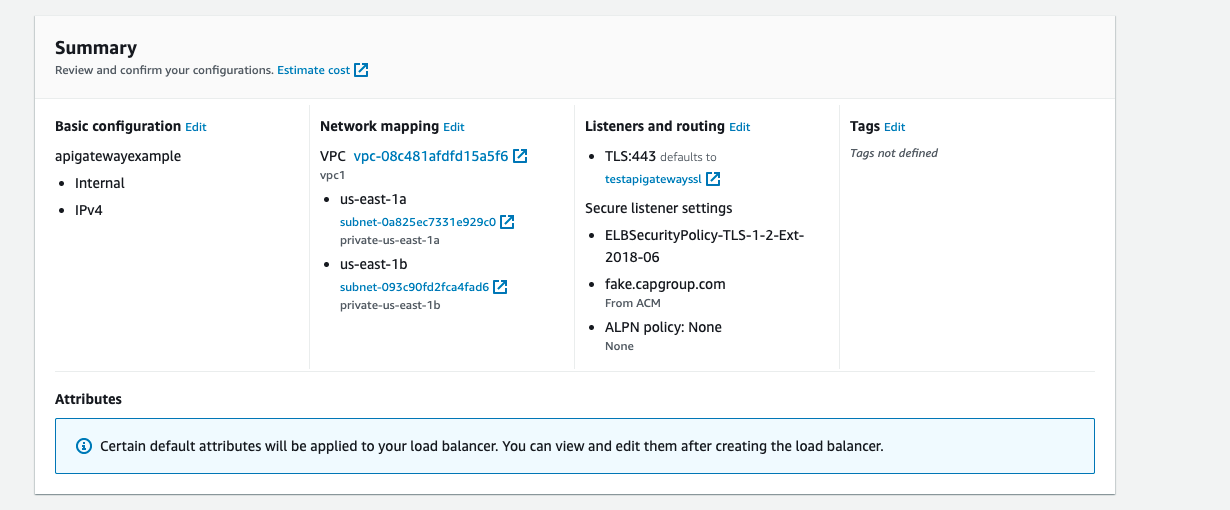 Summary
Review and confirm your configurations. Estimate cost
Basic configuration Edit
apigatewayexample
• Internal
• IPv4
Network mapping Edit
VPC vpc-08c481afdfd15a5f6
vpc1
• us-east-1a
subnet-0a825ec7331e929c0
private-us-east-1a
• us-east-1b
subnet-093c90fd2fca4fad6
private-us-east-1b
Listeners and routing Edit
• TLS:443 defaults to
testapigatewayssl
Secure listener settings
• ELBSecurityPolicy-TLS-1-2-Ext-
2018-06
• fake.capgroup.com
From ACM
• ALPN policy: None
None
Tags Edit
Tags not defined
Attributes
Certain default attributes will be applied to your load balancer. You can view and edit them after creating the load balancer.